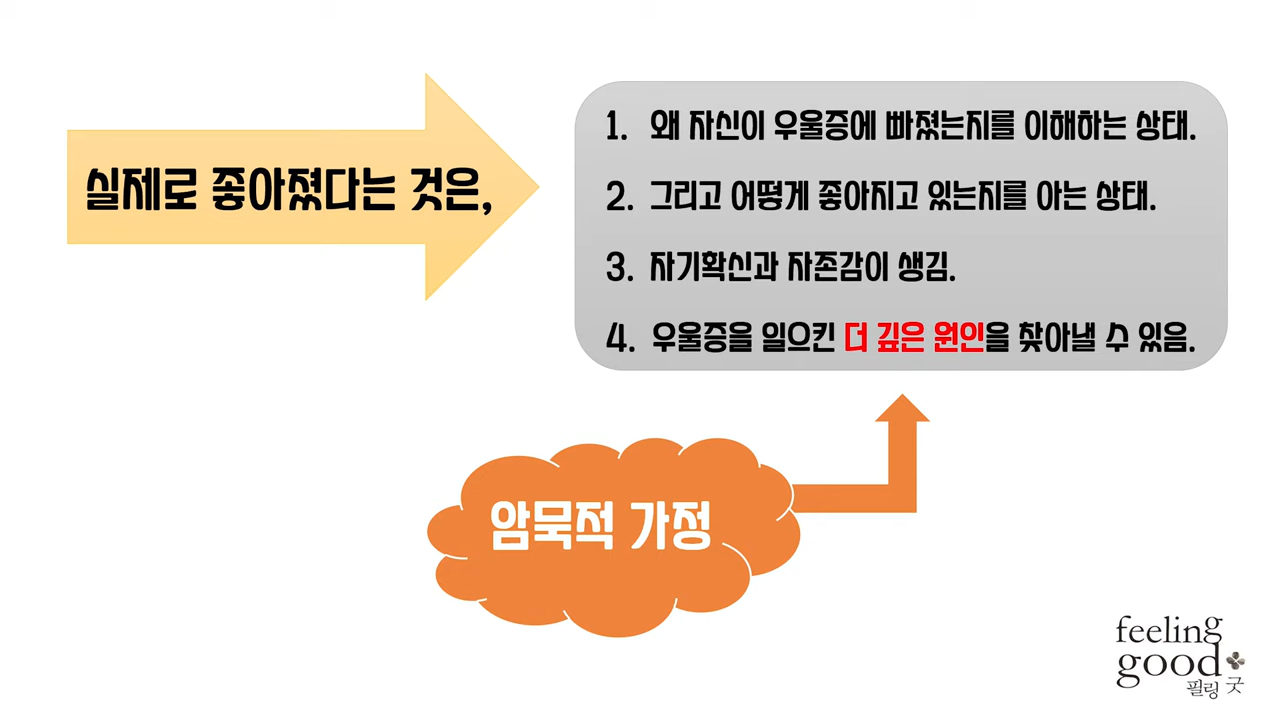 실제로 좋아졌다는 것은,
1. 왜 자신이 우울증에 빠졌는지를 이해하는 상태.
2. 그리고 어떻게 좋아지고 있는지를 아는 상태.
3. 자기확신과 자존감이 생김.
4. 우울증을 일으킨 더 깊은 원인을 찾아낼 수 있음.
암묵적 가정
feeling
good
필링 굿